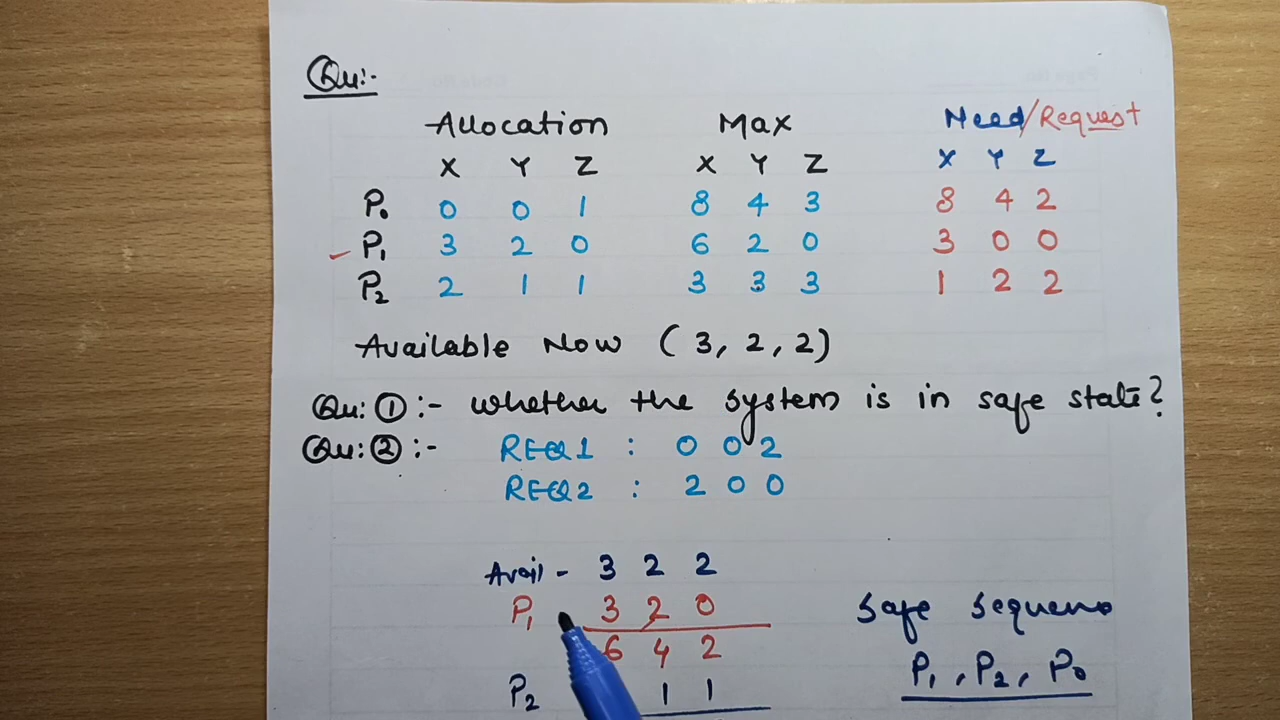 Qu:-
Allocation Max Need/Request
X Y Z X Y Z X Y Z
P0 0 0 1 8 4 3 8 4 2
P1 3 2 0 6 2 0 3 0 0
P2 2 1 1 3 3 3 1 2 2
Available Now (3, 2, 2)
Qu: ① :- whether the system is in safe state?
Qu: ② :- REQ1 : 0 0 2
REQ2 : 2 0 0
Avail - 3 2 2
P1 3 2 0
6 4 2
P2 1 1
Safe Sequence
P1, P2, P0